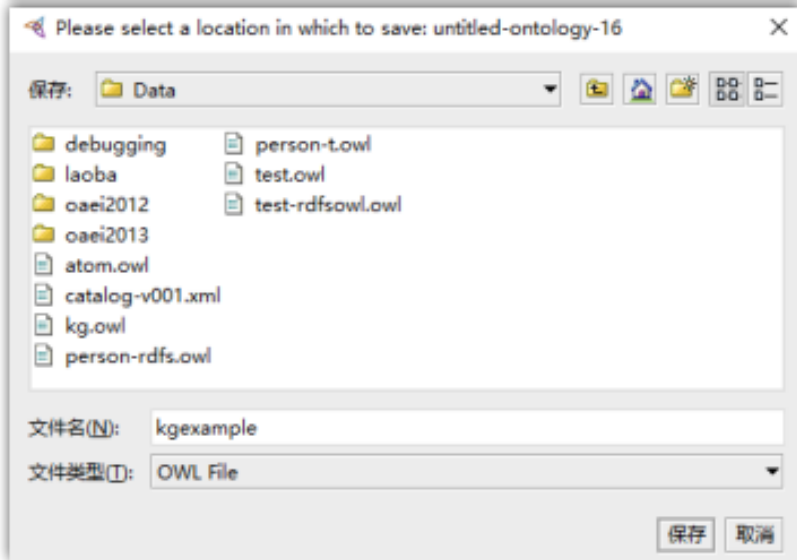 Please select a location in which to save: untitled-ontology-16
保存: Data
debugging
laoba
oaei2012
oaei2013
atom.owl
catalog-v001.xml
kg.owl
person-rdfs.owl
person-t.owl
test.owl
test-rdfsowl.owl
文件名(N): kgexample
文件类型(T): OWL File
保存 取消